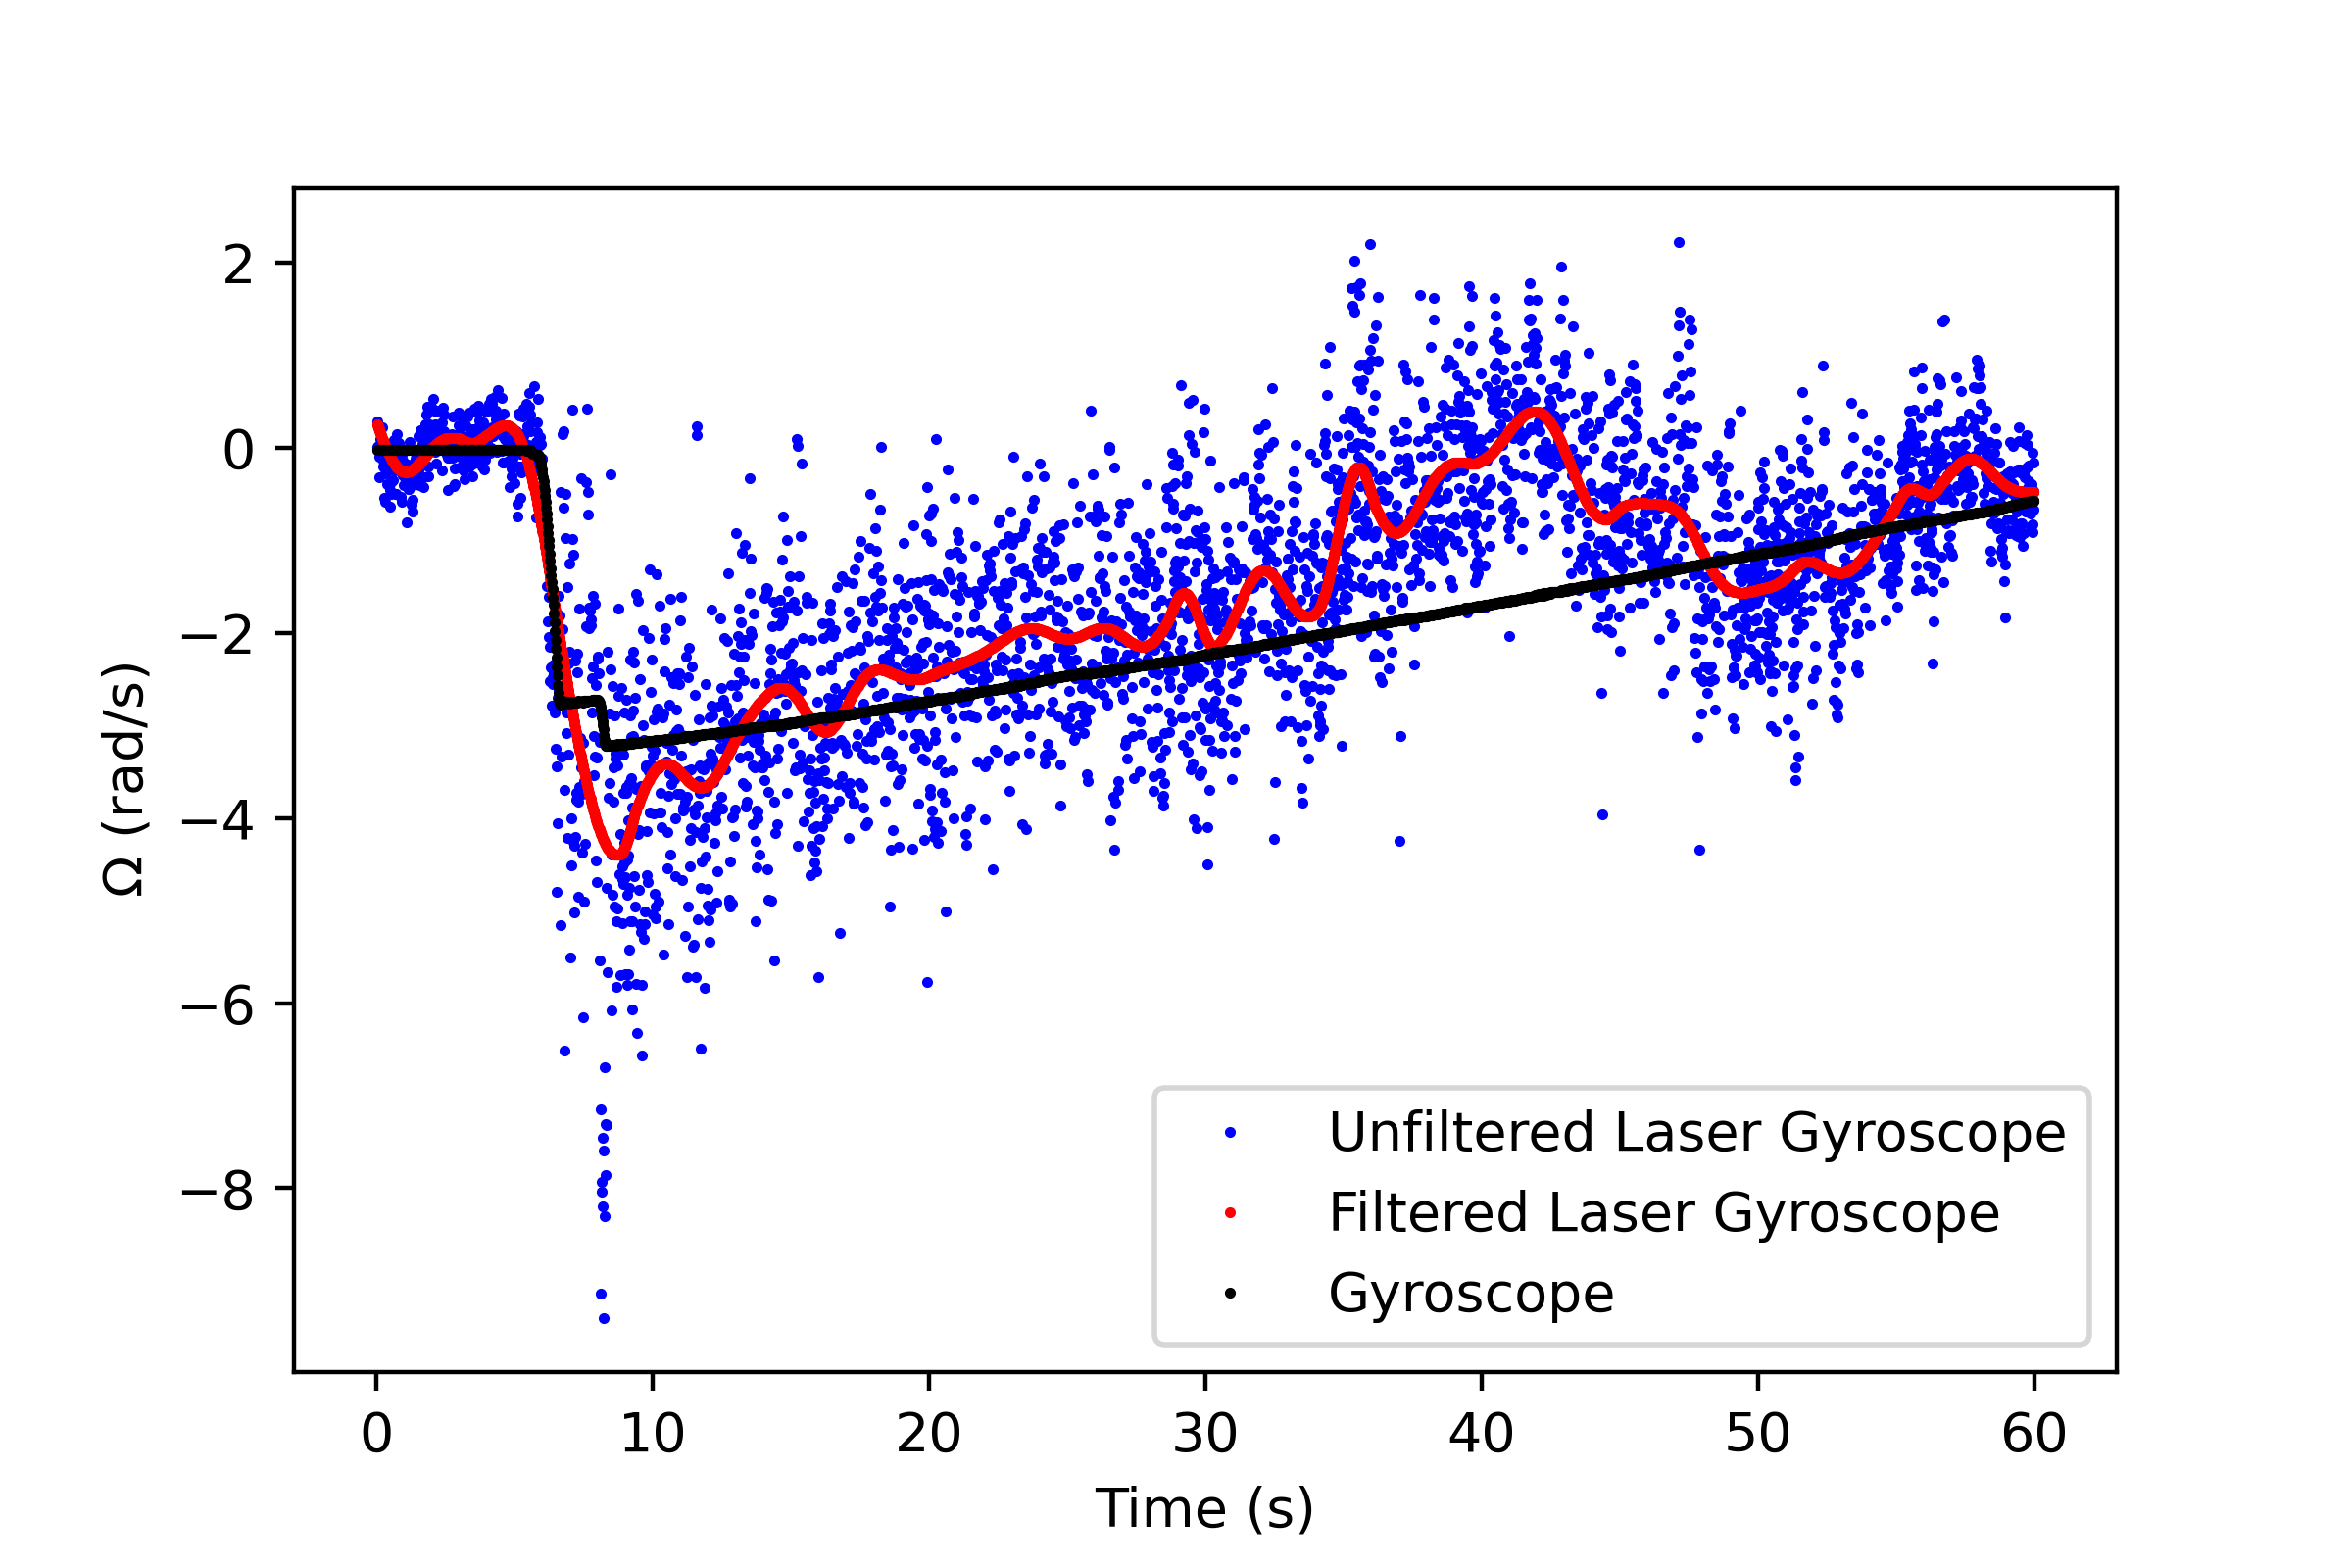 2
0
−2
−4
−6
−8
Ω (rad/s)
Unfiltered Laser Gyroscope
Filtered Laser Gyroscope
Gyroscope
0 10 20 30 40 50 60
Time (s)